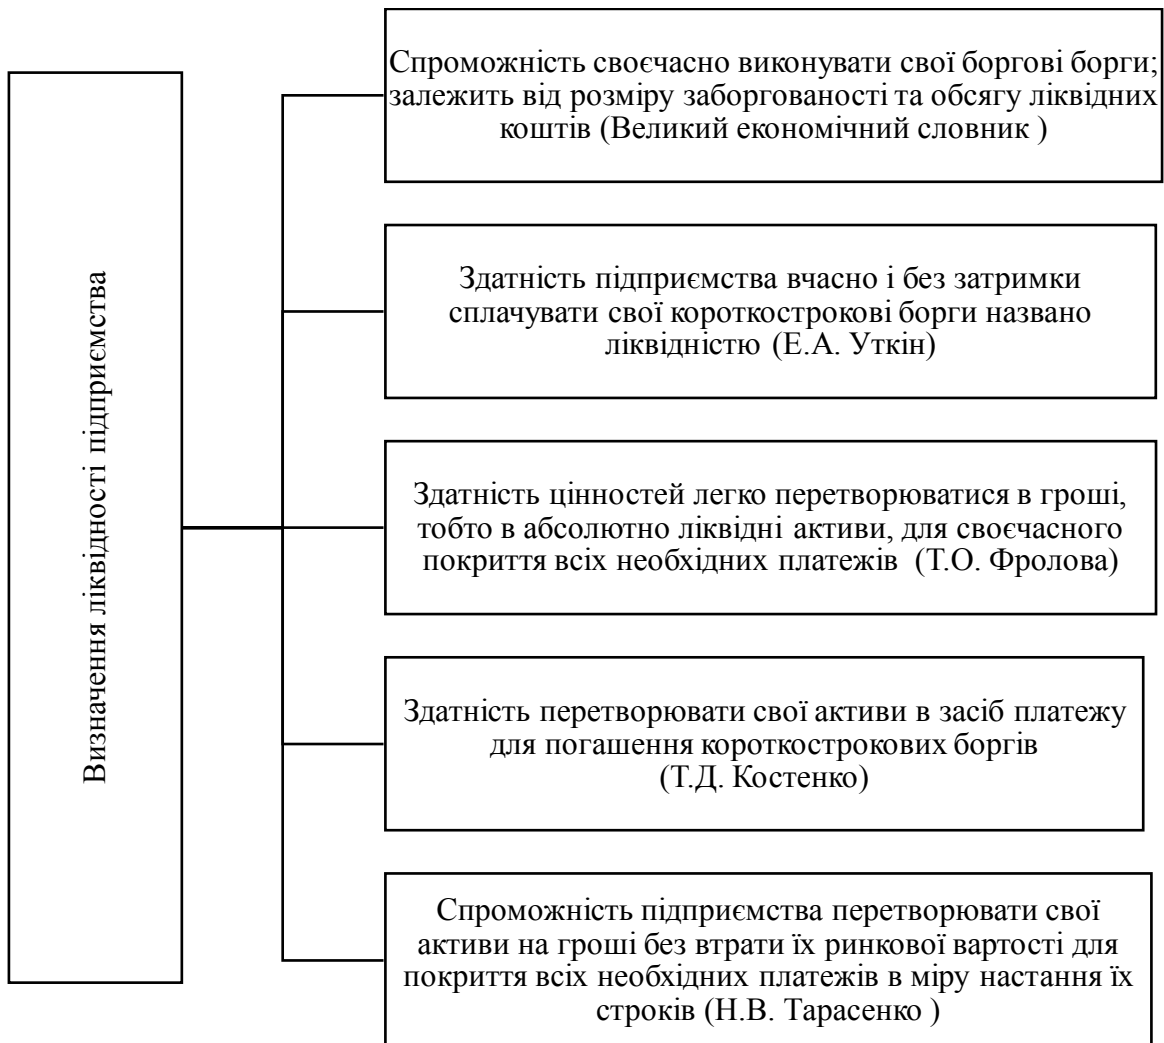 Визначення ліквідності підприємства
Спроможність своєчасно виконувати свої боргові борги;
залежить від розміру заборгованості та обсягу ліквідних
коштів (Великий економічний словник )
Здатність підприємства вчасно і без затримки
сплачувати свої короткострокові борги названо
ліквідністю (Е.А. Уткін)
Здатність цінностей легко перетворюватися в гроші,
тобто в абсолютно ліквідні активи, для своєчасного
покриття всіх необхідних платежів (Т.О. Фролова)
Здатність перетворювати свої активи в засіб платежу
для погашення короткострокових боргів
(Т.Д. Костенко)
Спроможність підприємства перетворювати свої
активи на гроші без втрати їх ринкової вартості для
покриття всіх необхідних платежів в міру настання їх
строків (Н.В. Тарасенко )